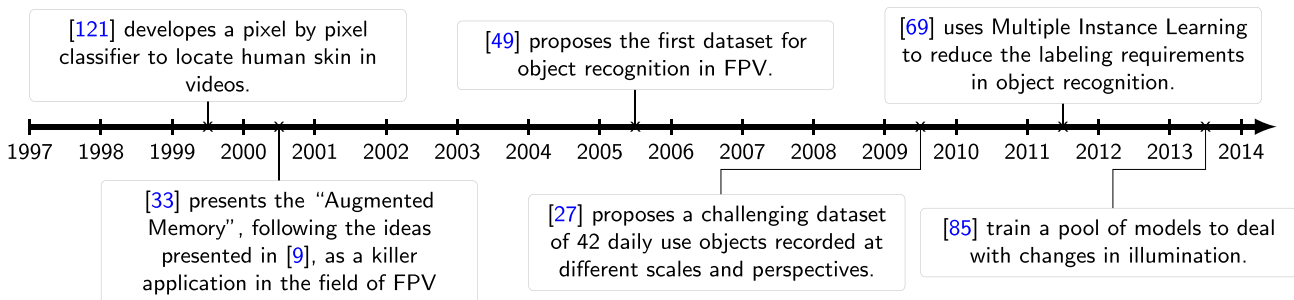 [121] developes a pixel by pixel
classifier to locate human skin in
videos.
[49] proposes the first dataset for
object recognition in FPV.
[69] uses Multiple Instance Learning
to reduce the labeling requirements
in object recognition.
1997 1998 1999 2000 2001 2002 2003 2004 2005 2006 2007 2008 2009 2010 2011 2012 2013 2014
[33] presents the “Augmented
Memory”, following the ideas
presented in [9], as a killer
application in the field of FPV
[27] proposes a challenging dataset
of 42 daily use objects recorded at
different scales and perspectives.
[85] train a pool of models to deal
with changes in illumination.